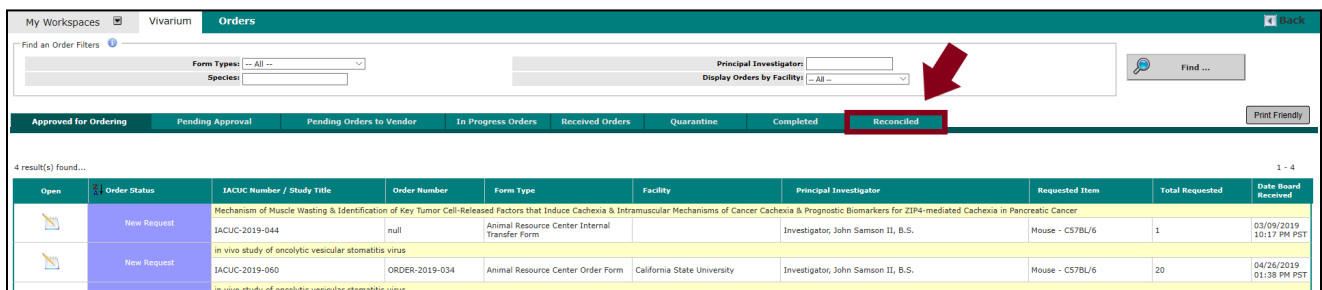 My Workspaces Vivarium Orders Back
Find an Order Filters
Form Types: -- All -- Principal Investigator:
Species: Display Orders by Facility: -- All --
Find ...
Approved for Ordering Pending Approval Pending Orders to Vendor In Progress Orders Received Orders Quarantine Completed Reconciled Print Friendly
4 result(s) found... 1 - 4
Open Order Status IACUC Number / Study Title Order Number Form Type Facility Principal Investigator Requested Item Total Requested Date Board Received
Mechanism of Muscle Wasting & Identification of Key Tumor Cell-Released Factors that Induce Cachexia & Intramuscular Mechanisms of Cancer Cachexia & Prognostic Biomarkers for ZIP4-mediated Cachexia in Pancreatic Cancer
New Request IACUC-2019-044 null Animal Resource Center Internal Transfer Form Investigator, John Samson II, B.S. Mouse - C57BL/6 1 03/09/2019 10:17 PM PST
in vivo study of oncolytic vesicular stomatitis virus
New Request IACUC-2019-060 ORDER-2019-034 Animal Resource Center Order Form California State University Investigator, John Samson II, B.S. Mouse - C57BL/6 20 04/26/2019 01:38 PM PST
in vivo study of oncolytic vesicular stomatitis virus